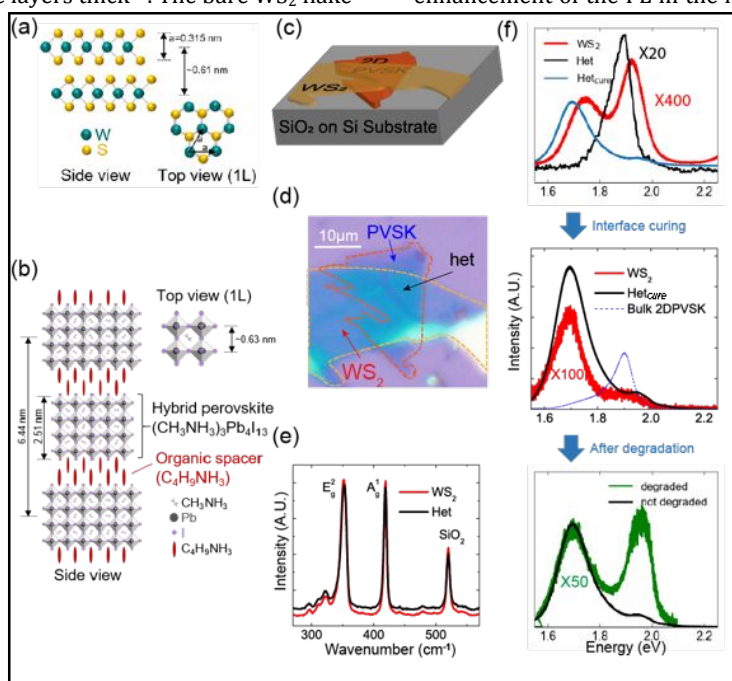 e layers thick
The bare WS₂ flake
enhancement of the PL in the h
(a)
a=0.315 nm
~0.61 nm
W
S
a
a
Side view
Top view (1L)
(b)
Top view (1L)
~0.63 nm
6.44 nm
2.51 nm
Hybrid perovskite
(CH₃NH₃)₃Pb₄I₁₃
Organic spacer
(C₄H₉NH₃)
CH₃NH₃
Pb
I
C₄H₉NH₃
Side view
(c)
2D
PVSK
WS₂
SiO₂ on Si Substrate
(d)
10μm
PVSK
het
WS₂
(e)
Intensity (A.U.)
E²g
A¹g
SiO₂
WS₂
Het
300 400 500
Wavenumber (cm⁻¹)
(f)
WS₂
Het
Hetcure
X20
X400
1.6 1.8 2.0 2.2
Interface curing
Intensity (A.U.)
WS₂
Hetcure
Bulk 2DPVSK
X100
1.6 1.8 2.0 2.2
After degradation
degraded
not degraded
X50
1.6 1.8 2.0 2.2
Energy (eV)